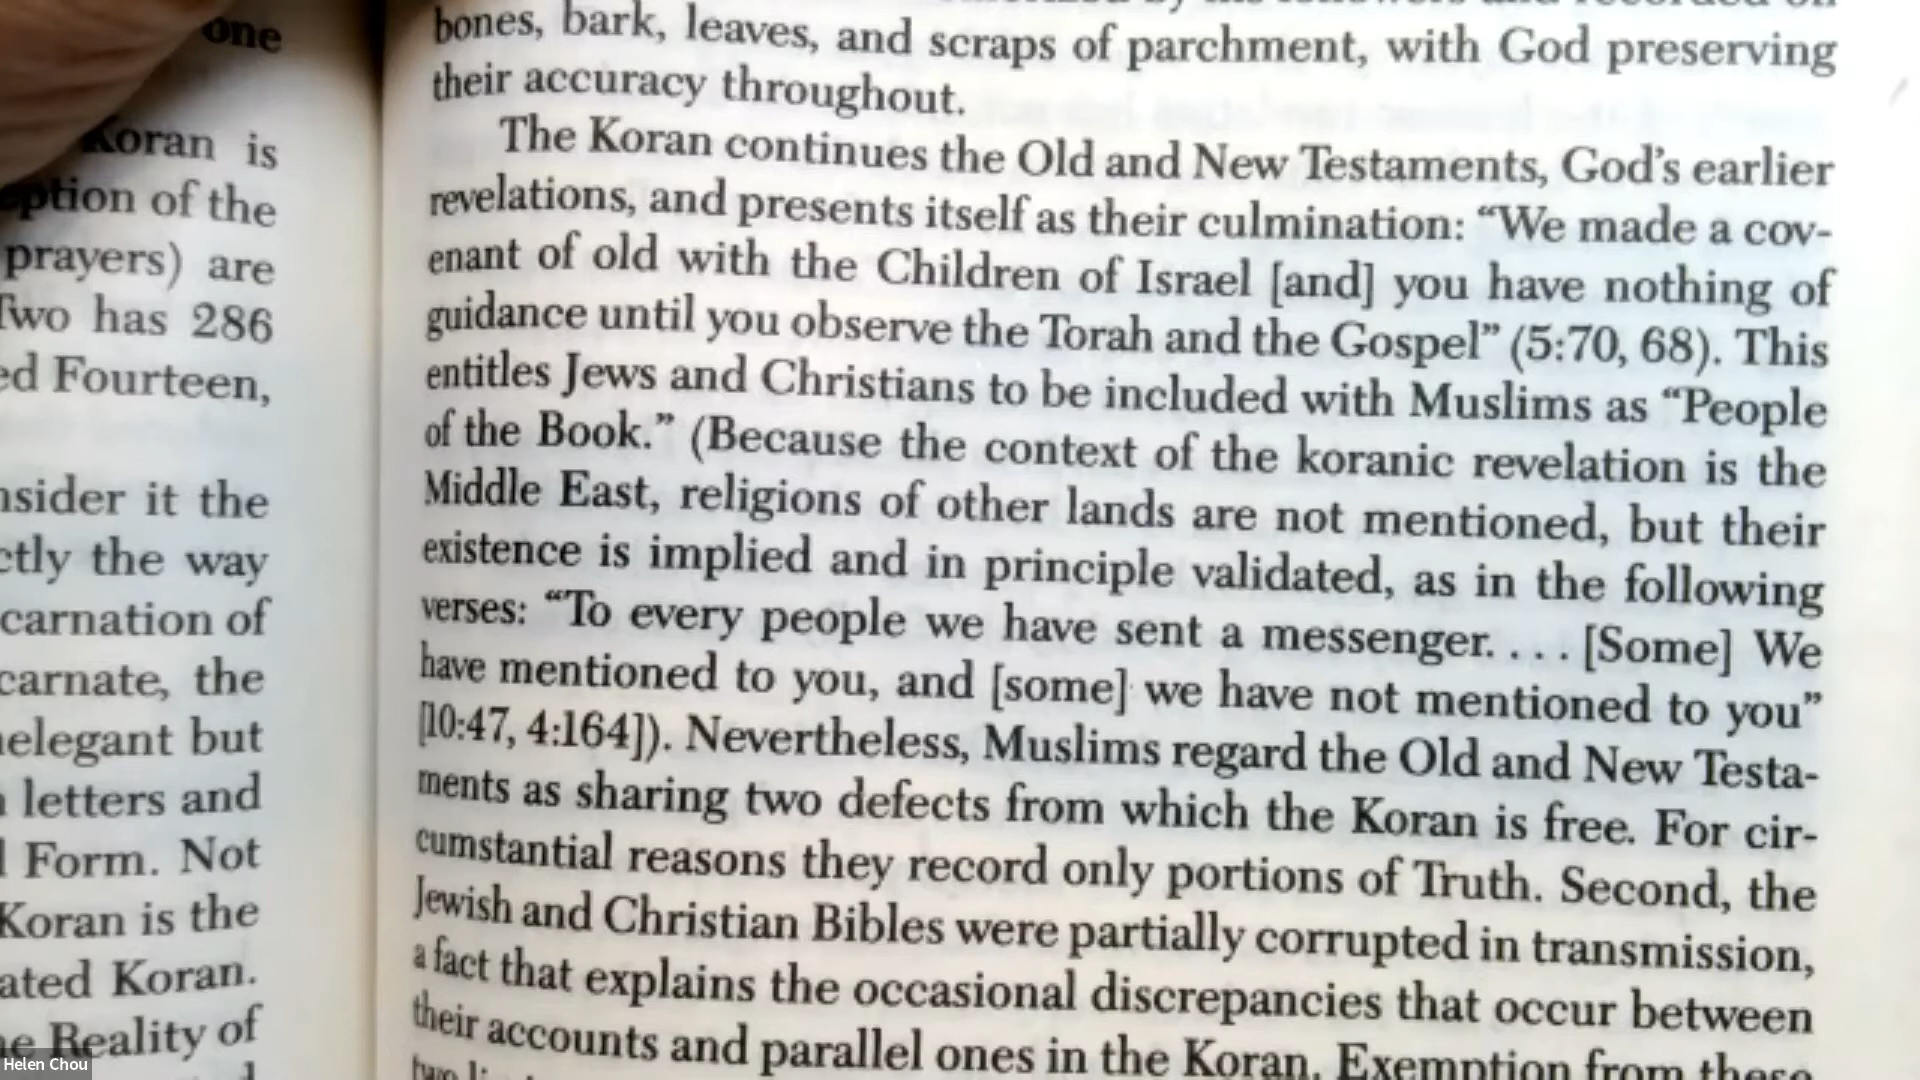 one
Koran is
ption of the
prayers) are
Two has 286
ed Fourteen,
nsider it the
ctly the way
carnation of
carnate, the
nelegant but
letters and
Form. Not
Koran is the
ated Koran.
e Reality of
bones, bark, leaves, and scraps of parchment, with God preserving
their accuracy throughout.
The Koran continues the Old and New Testaments, God's earlier
revelations, and presents itself as their culmination: “We made a cov-
enant of old with the Children of Israel [and] you have nothing of
guidance until you observe the Torah and the Gospel” (5:70, 68). This
entitles Jews and Christians to be included with Muslims as “People
of the Book.” (Because the context of the koranic revelation is the
Middle East, religions of other lands are not mentioned, but their
existence is implied and in principle validated, as in the following
verses: “To every people we have sent a messenger. . . . [Some] We
have mentioned to you, and [some] we have not mentioned to you”
[10:47, 4:164]). Nevertheless, Muslims regard the Old and New Testa-
ments as sharing two defects from which the Koran is free. For cir-
cumstantial reasons they record only portions of Truth. Second, the
Jewish and Christian Bibles were partially corrupted in transmission,
a fact that explains the occasional discrepancies that occur between
their accounts and parallel ones in the Koran. Exemption from these
Helen Chou